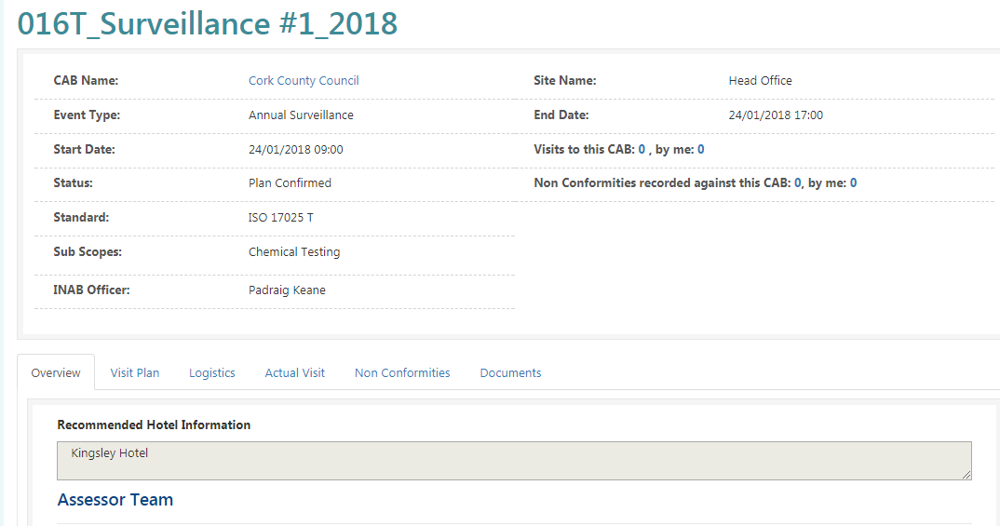 016T_Surveillance #1_2018
CAB Name: Cork County Council Site Name: Head Office
Event Type: Annual Surveillance End Date: 24/01/2018 17:00
Start Date: 24/01/2018 09:00 Visits to this CAB: 0 , by me: 0
Status: Plan Confirmed Non Conformities recorded against this CAB: 0, by me: 0
Standard: ISO 17025 T
Sub Scopes: Chemical Testing
INAB Officer: Padraig Keane
Overview Visit Plan Logistics Actual Visit Non Conformities Documents
Recommended Hotel Information
Kingsley Hotel
Assessor Team